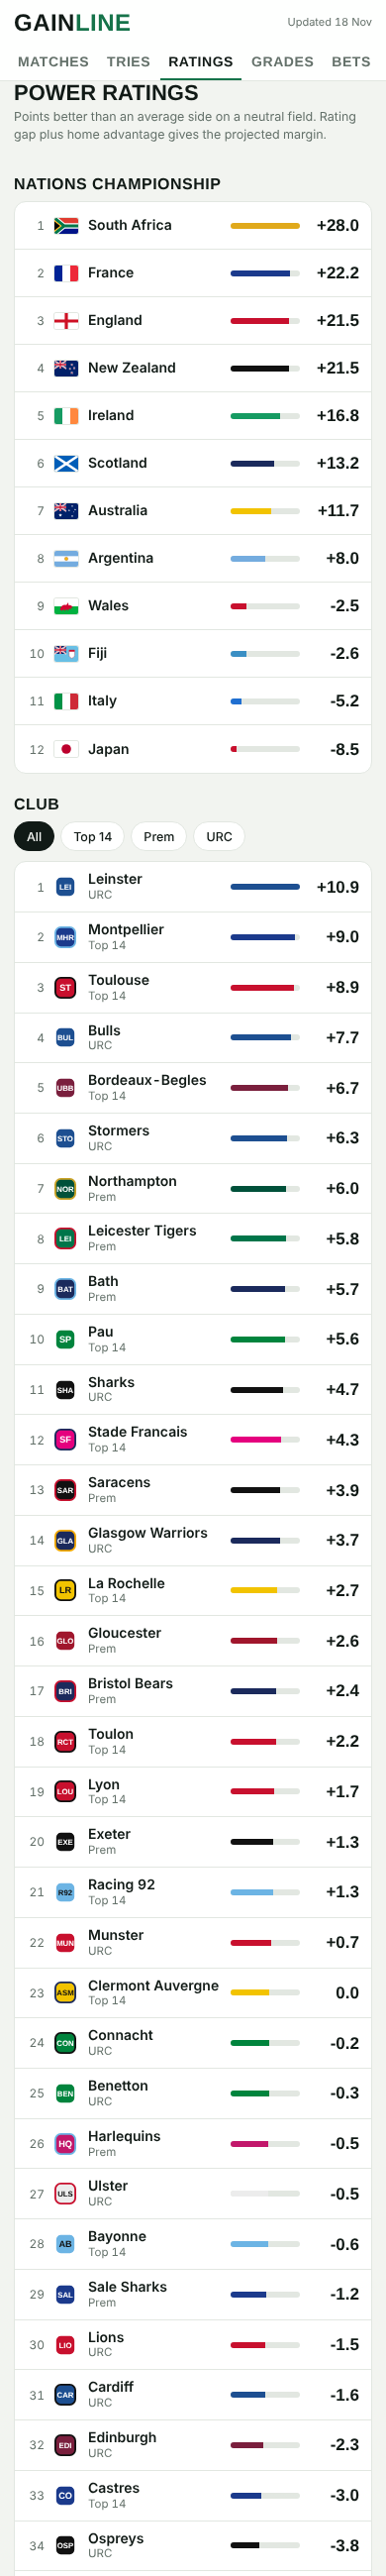 GAINLINE
Updated 18 Nov
MATCHES TRIES RATINGS GRADES BETS
POWER RATINGS
Points better than an average side on a neutral field. Rating
gap plus home advantage gives the projected margin.
NATIONS CHAMPIONSHIP
1 South Africa +28.0
2 France +22.2
3 England +21.5
4 New Zealand +21.5
5 Ireland +16.8
6 Scotland +13.2
7 Australia +11.7
8 Argentina +8.0
9 Wales -2.5
10 Fiji -2.6
11 Italy -5.2
12 Japan -8.5
CLUB
All Top 14 Prem URC
1 LEI Leinster +10.9
URC
2 MHR Montpellier +9.0
Top 14
3 ST Toulouse +8.9
Top 14
4 BUL Bulls +7.7
URC
5 UBB Bordeaux-Begles +6.7
Top 14
6 STO Stormers +6.3
URC
7 NOR Northampton +6.0
Prem
8 LEI Leicester Tigers +5.8
Prem
9 BAT Bath +5.7
Prem
10 SP Pau +5.6
Top 14
11 SHA Sharks +4.7
URC
12 SF Stade Francais +4.3
Top 14
13 SAR Saracens +3.9
Prem
14 GLA Glasgow Warriors +3.7
URC
15 LR La Rochelle +2.7
Top 14
16 GLO Gloucester +2.6
Prem
17 BRI Bristol Bears +2.4
Prem
18 RCT Toulon +2.2
Top 14
19 LOU Lyon +1.7
Top 14
20 EXE Exeter +1.3
Prem
21 R92 Racing 92 +1.3
Top 14
22 MUN Munster +0.7
URC
23 ASM Clermont Auvergne 0.0
Top 14
24 CON Connacht -0.2
URC
25 BEN Benetton -0.3
URC
26 HQ Harlequins -0.5
Prem
27 ULS Ulster -0.5
URC
28 AB Bayonne -0.6
Top 14
29 SAL Sale Sharks -1.2
Prem
30 LIO Lions -1.5
URC
31 CAR Cardiff -1.6
URC
32 EDI Edinburgh -2.3
URC
33 CO Castres -3.0
Top 14
34 OSP Ospreys -3.8
URC